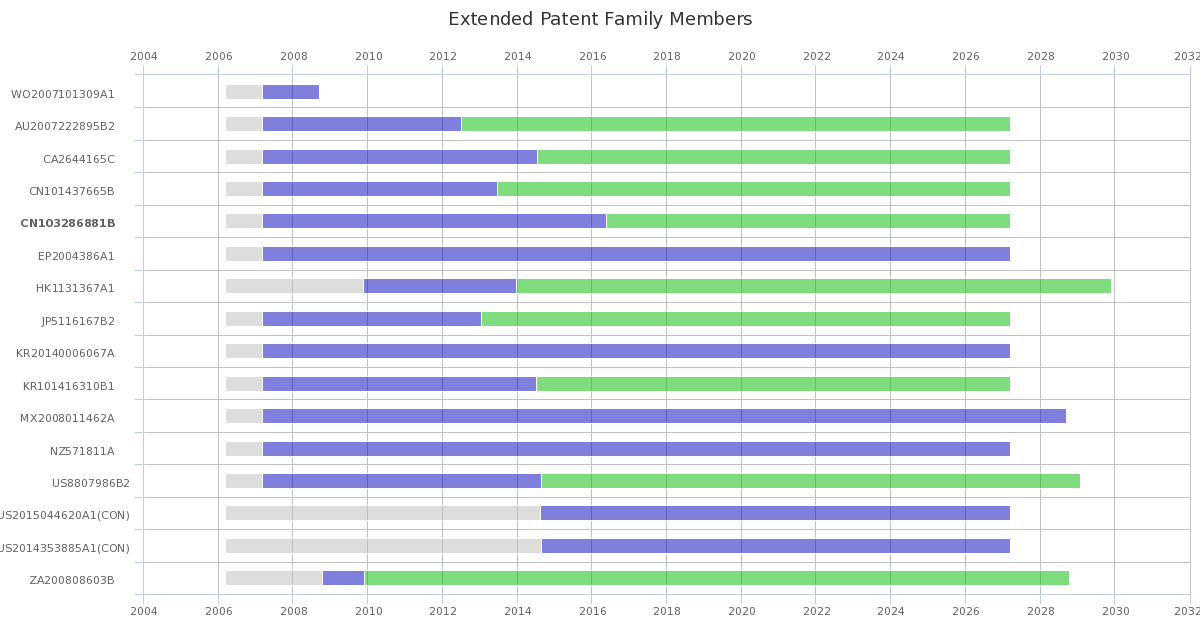 Extended Patent Family Members
2004 2006 2008 2010 2012 2014 2016 2018 2020 2022 2024 2026 2028 2030 2032
WO2007101309A1
AU2007222895B2
CA2644165C
CN101437665B
CN103286881B
EP2004386A1
HK1131367A1
JP5116167B2
KR20140006067A
KR101416310B1
MX2008011462A
NZ571811A
US8807986B2
US2015044620A1(CON)
US2014353885A1(CON)
ZA200808603B
2004 2006 2008 2010 2012 2014 2016 2018 2020 2022 2024 2026 2028 2030 2032